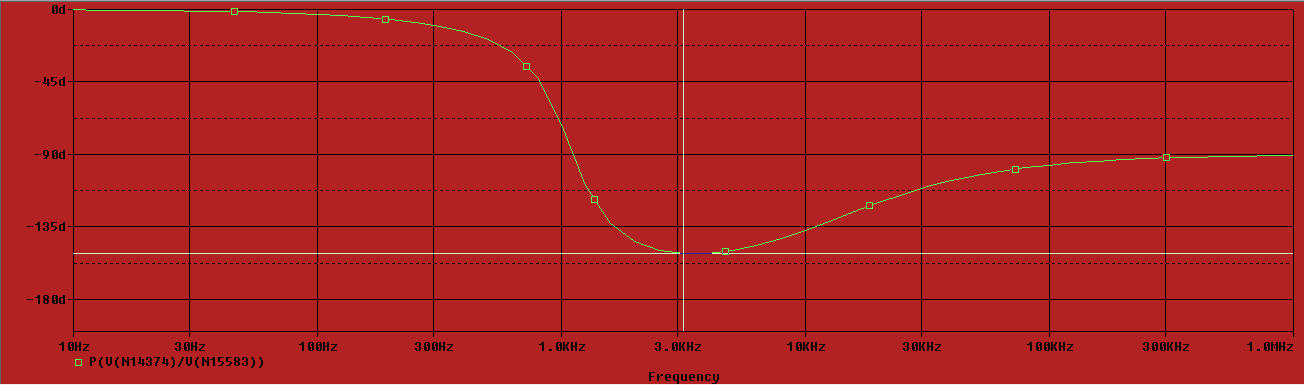 0d
-45d
-90d
-135d
-180d
10Hz 30Hz 100Hz 300Hz 1.0KHz 3.0KHz 10KHz 30KHz 100KHz 300KHz 1.0MHz
P(V(N14374)/V(N15583))
Frequency